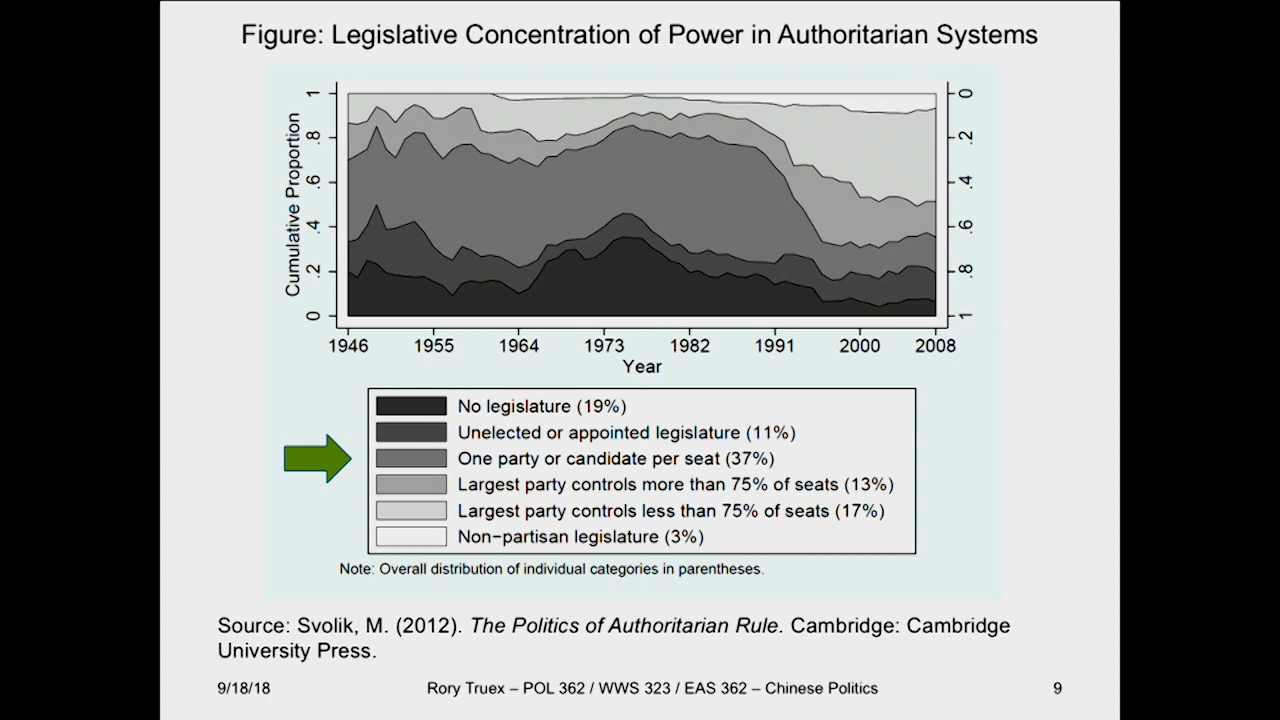 Figure: Legislative Concentration of Power in Authoritarian Systems
Cumulative Proportion
1
.8
.6
.4
.2
0
0
.2
.4
.6
.8
1
1946 1955 1964 1973 1982 1991 2000 2008
Year
No legislature (19%)
Unelected or appointed legislature (11%)
One party or candidate per seat (37%)
Largest party controls more than 75% of seats (13%)
Largest party controls less than 75% of seats (17%)
Non−partisan legislature (3%)
Note: Overall distribution of individual categories in parentheses.
Source: Svolik, M. (2012). The Politics of Authoritarian Rule. Cambridge: Cambridge
University Press.
9/18/18 Rory Truex – POL 362 / WWS 323 / EAS 362 – Chinese Politics 9